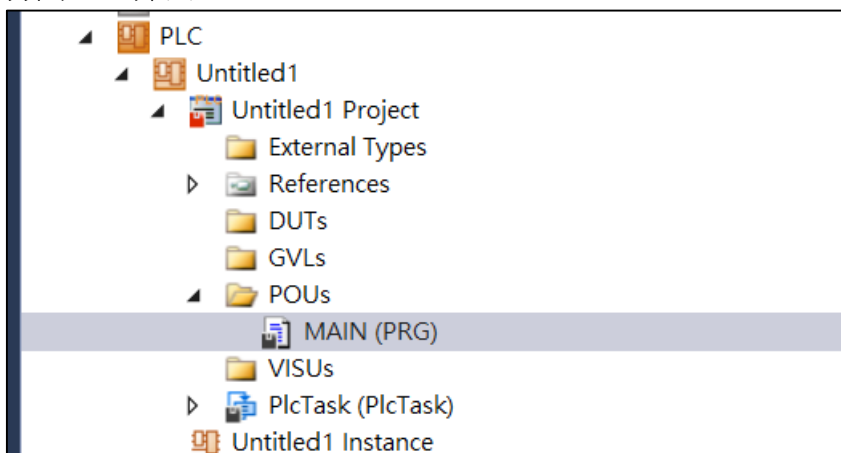 PLC
Untitled1
Untitled1 Project
External Types
References
DUTs
GVLs
POUs
MAIN (PRG)
VISUs
PlcTask (PlcTask)
Untitled1 Instance